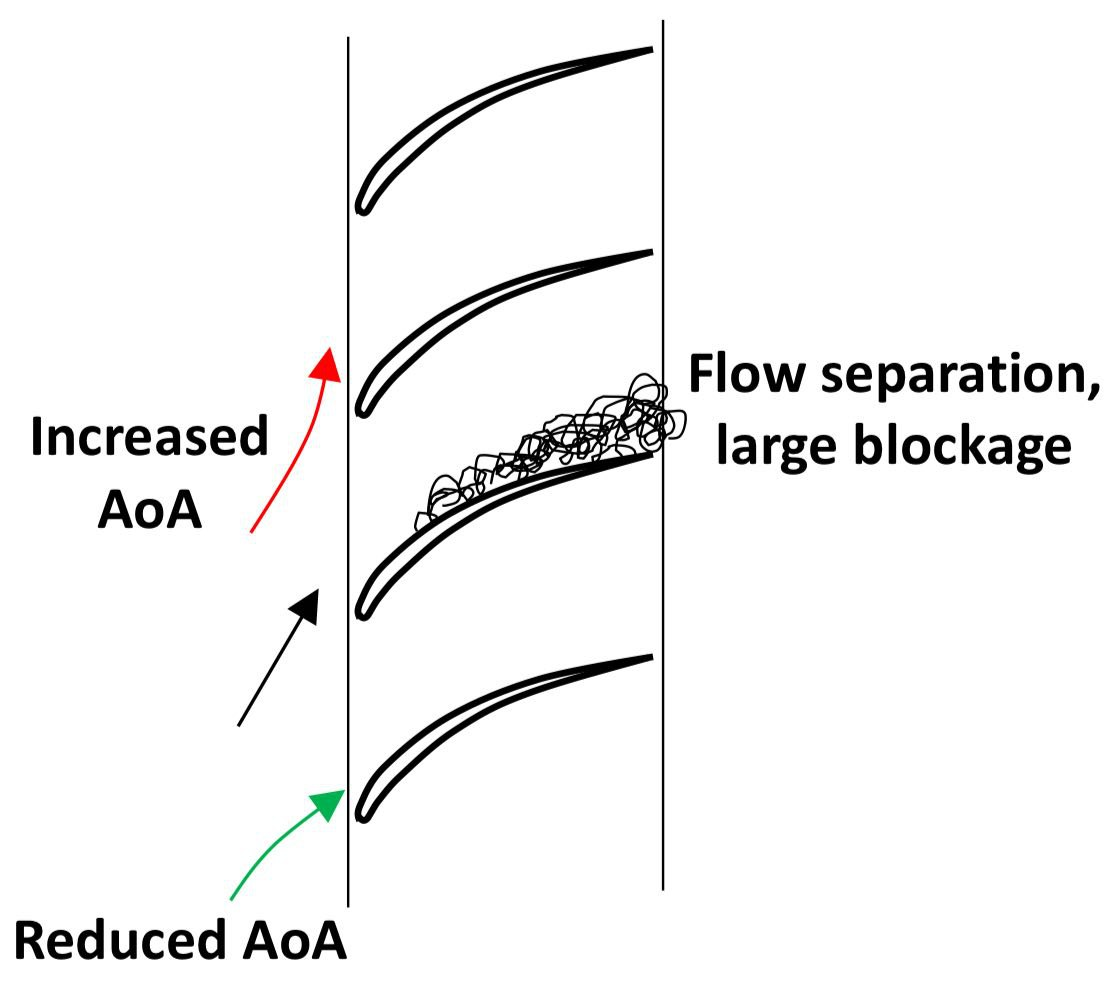 Flow separation,
large blockage
Increased
AoA
Reduced AoA